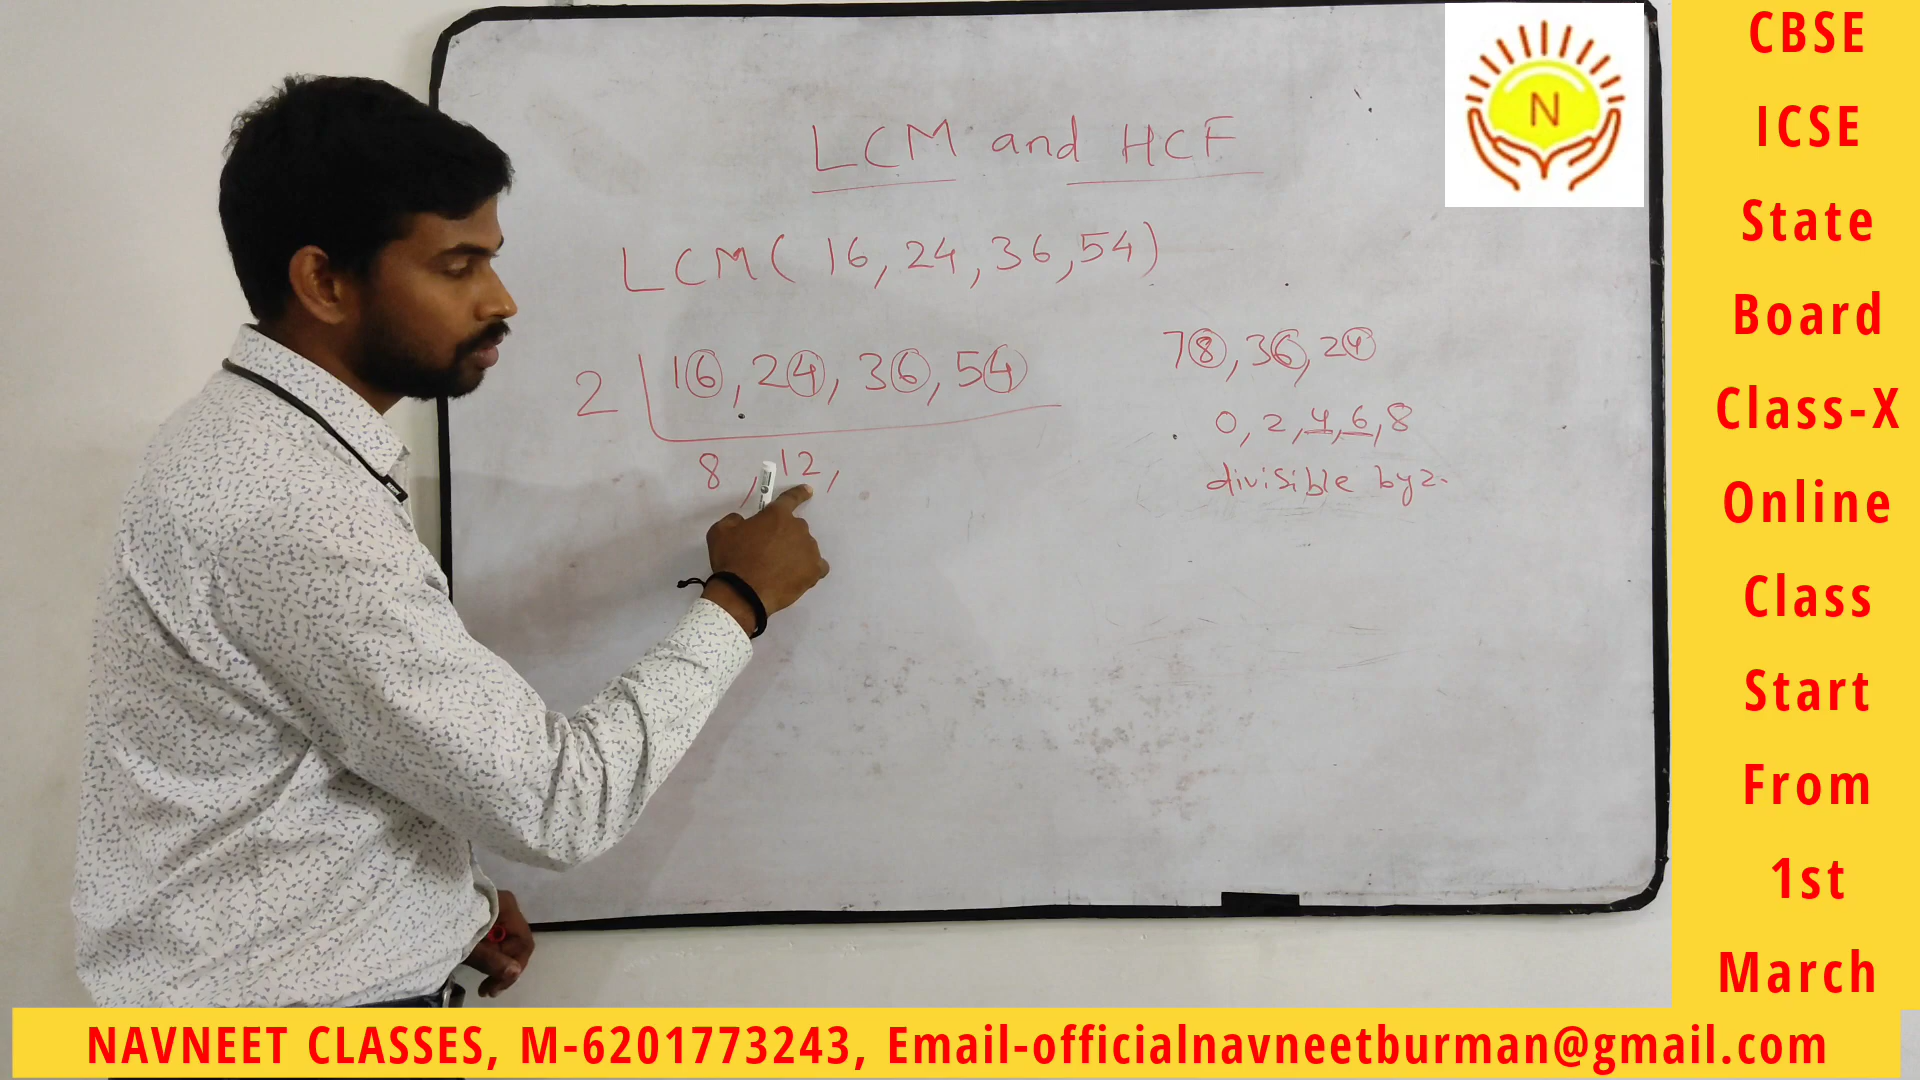 LCM and HCF
LCM( 16, 24, 36, 54)
2 | 16, 24, 36, 54
8, 12,
78, 36, 24
0, 2, 4, 6, 8
divisible by 2.
N
CBSE
ICSE
State
Board
Class-X
Online
Class
Start
From
1st
March
NAVNEET CLASSES, M-6201773243, Email-officialnavneetburman@gmail.com